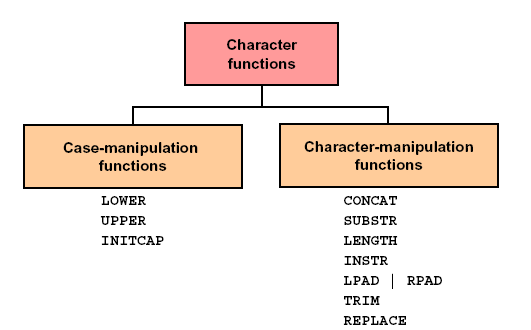 Character
functions
Case-manipulation
functions
LOWER
UPPER
INITCAP
Character-manipulation
functions
CONCAT
SUBSTR
LENGTH
INSTR
LPAD | RPAD
TRIM
REPLACE